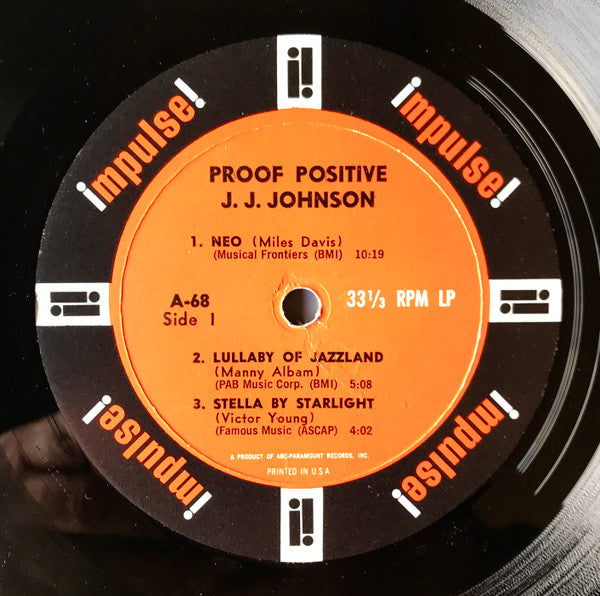 impulse!
impulse!
PROOF POSITIVE
J. J. JOHNSON
1. NEO (Miles Davis)
(Musical Frontiers (BMI) 10:19
A-68
Side 1
33 1/3 RPM LP
2. LULLABY OF JAZZLAND
(Manny Albam)
(PAB Music Corp. (BMI) 5:08
3. STELLA BY STARLIGHT
(Victor Young)
(Famous Music (ASCAP) 4:02
A PRODUCT OF ABC-PARAMOUNT RECORDS, INC.
PRINTED IN U.S.A.
impulse!
impulse!